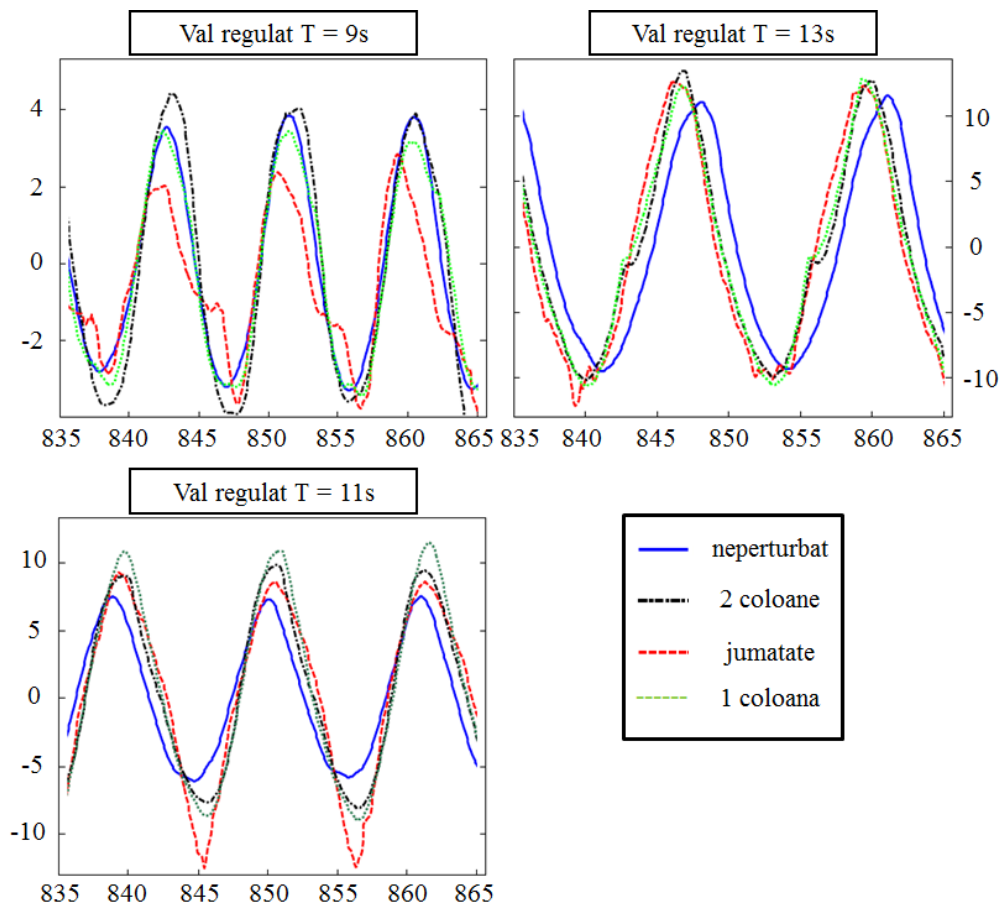 Val regulat T = 9s
Val regulat T = 13s
4
2
0
-2
835 840 845 850 855 860 865
10
5
0
-5
-10
835 840 845 850 855 860 865
Val regulat T = 11s
10
5
0
-5
-10
835 840 845 850 855 860 865
neperturbat
2 coloane
jumatate
1 coloana